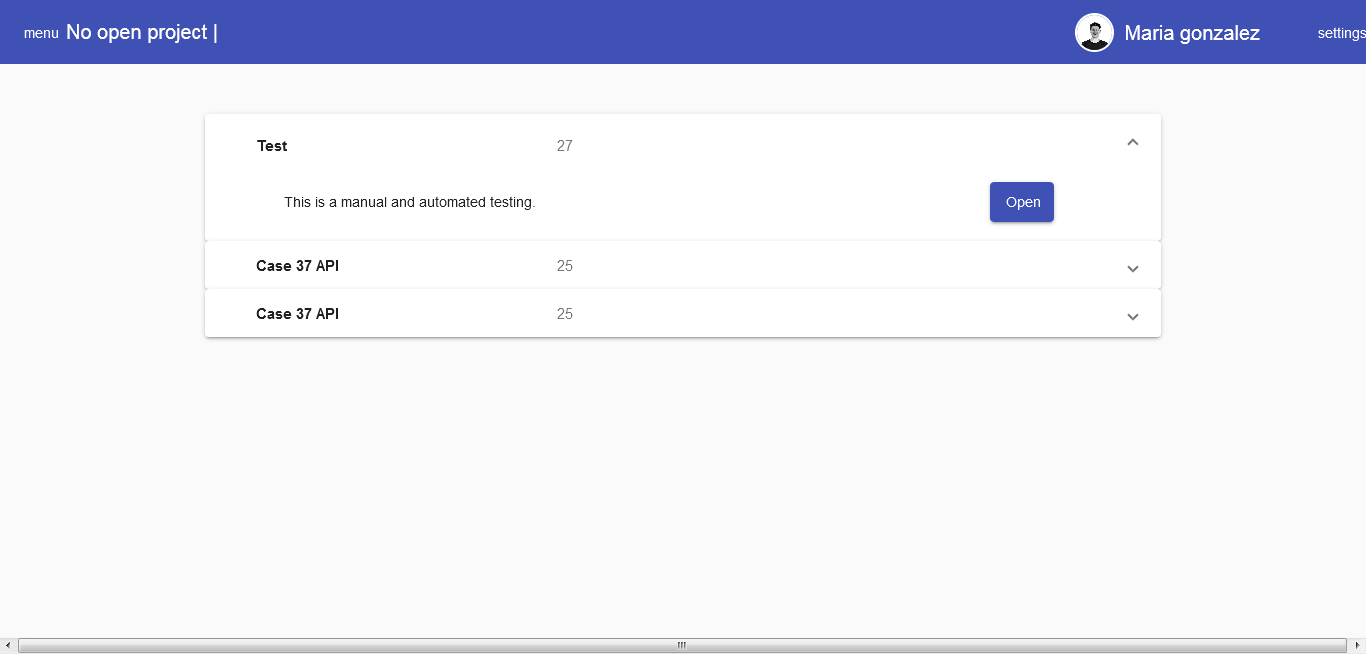 menu No open project | Maria gonzalez settings
Test 27
This is a manual and automated testing. Open
Case 37 API 25
Case 37 API 25